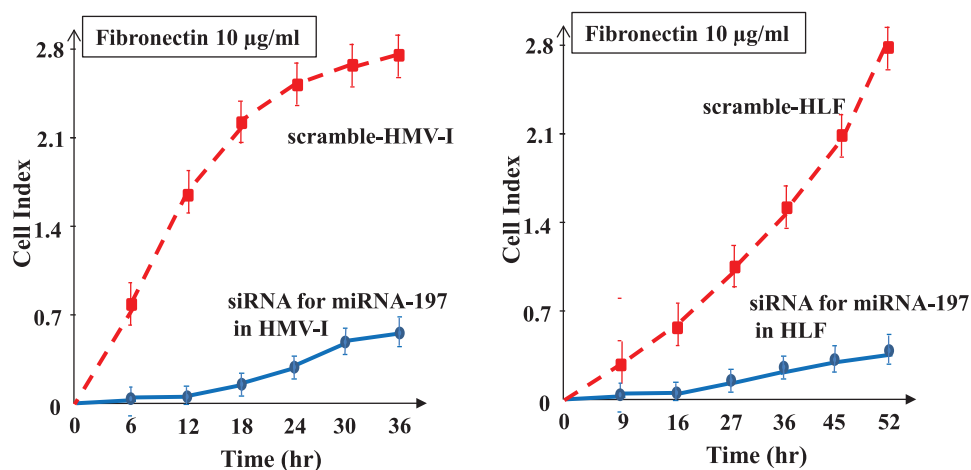 Fibronectin 10 µg/ml
2.8
2.1
1.4
0.7
0
Cell Index
scramble-HMV-I
siRNA for miRNA-197
in HMV-I
0 6 12 18 24 30 36
Time (hr)
Fibronectin 10 µg/ml
2.8
2.1
1.4
0.7
0
Cell Index
scramble-HLF
siRNA for miRNA-197
in HLF
0 9 16 27 36 45 52
Time (hr)